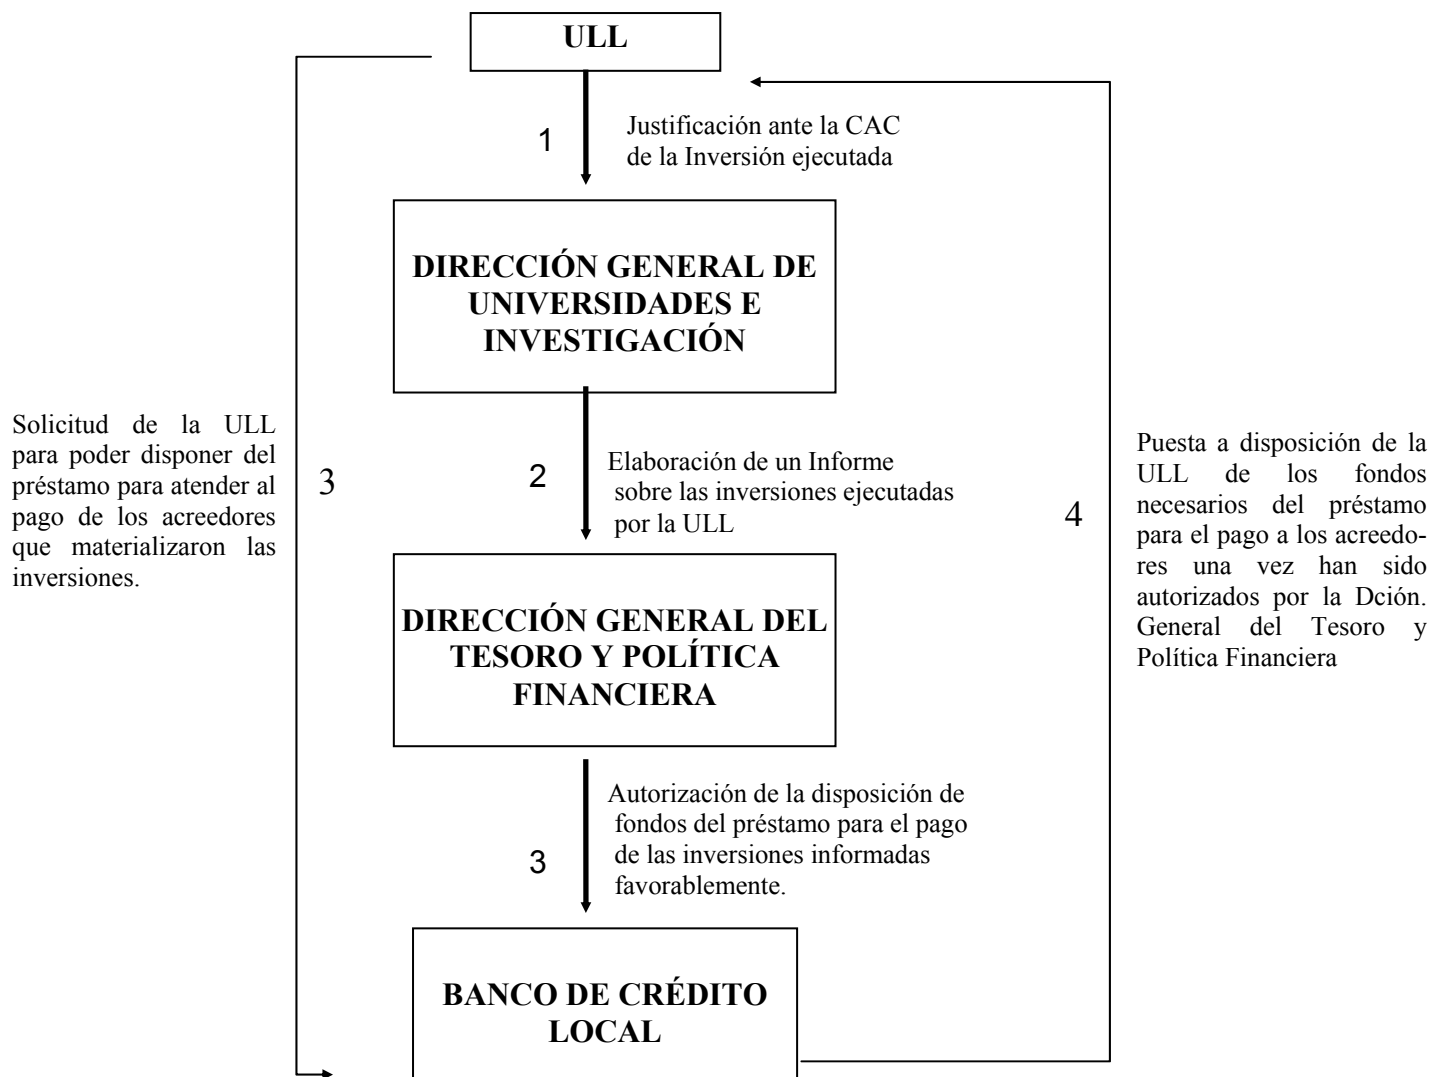 ULL
1
Justificación ante la CAC
de la Inversión ejecutada
DIRECCIÓN GENERAL DE
UNIVERSIDADES E
INVESTIGACIÓN
Solicitud de la ULL
para poder disponer del
préstamo para atender al
pago de los acreedores
que materializaron las
inversiones.
3
2
Elaboración de un Informe
sobre las inversiones ejecutadas
por la ULL
4
Puesta a disposición de la
ULL de los fondos
necesarios del préstamo
para el pago a los acreedo-
res una vez han sido
autorizados por la Dción.
General del Tesoro y
Política Financiera
DIRECCIÓN GENERAL DEL
TESORO Y POLÍTICA
FINANCIERA
3
Autorización de la disposición de
fondos del préstamo para el pago
de las inversiones informadas
favorablemente.
BANCO DE CRÉDITO
LOCAL